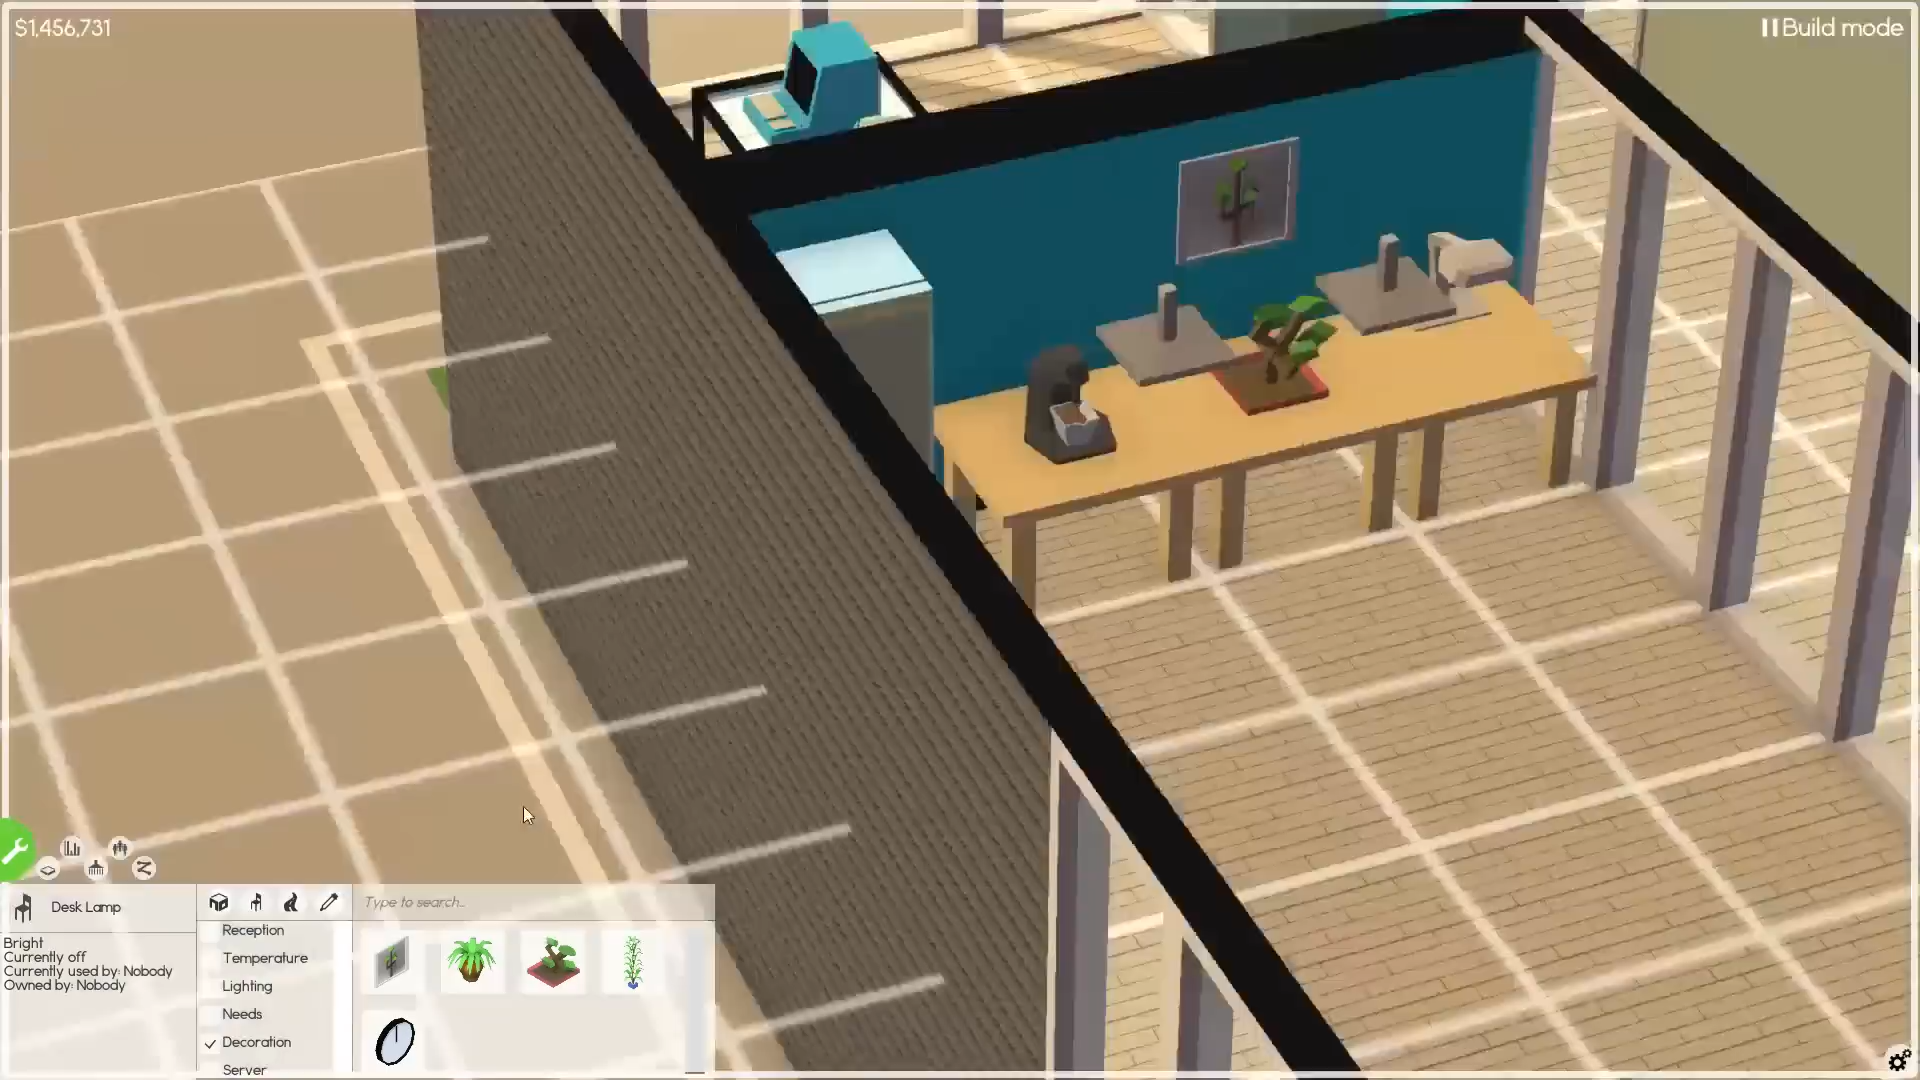 $1,456,731
Build mode
Desk Lamp
Bright
Currently off
Currently used by: Nobody
Owned by: Nobody
Reception
Temperature
Lighting
Needs
Decoration
Server
Type to search...